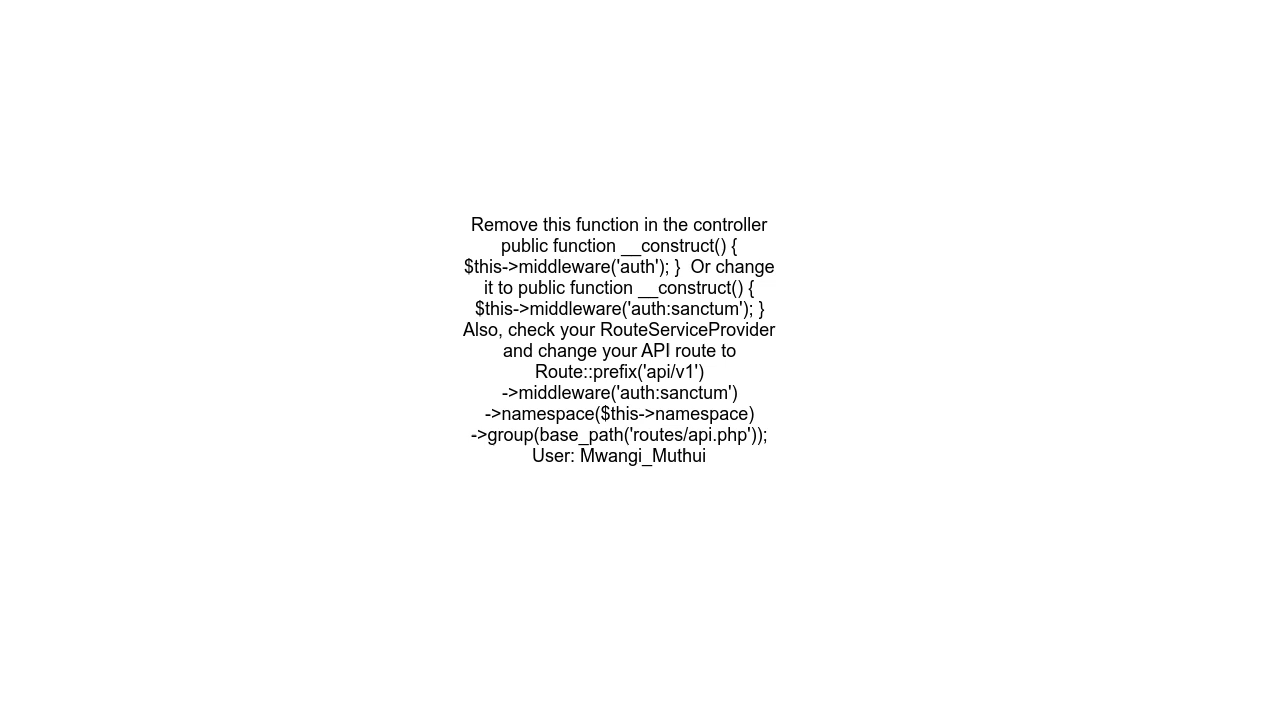 Remove this function in the controller
public function __construct() {
$this->middleware('auth'); }  Or change
it to public function __construct() {
$this->middleware('auth:sanctum'); }
Also, check your RouteServiceProvider
and change your API route to
Route::prefix('api/v1')
->middleware('auth:sanctum')
->namespace($this->namespace)
->group(base_path('routes/api.php'));
User: Mwangi_Muthui